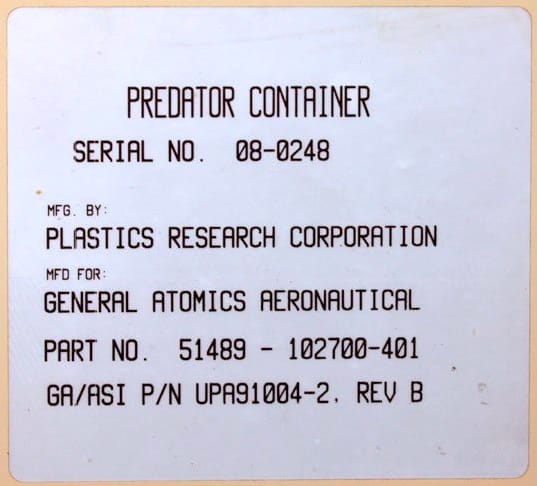 PREDATOR CONTAINER
SERIAL NO. 08-0248
MFG. BY:
PLASTICS RESEARCH CORPORATION
MFD FOR:
GENERAL ATOMICS AERONAUTICAL
PART NO. 51489 - 102700-401
GA/ASI P/N UPA91004-2, REV B